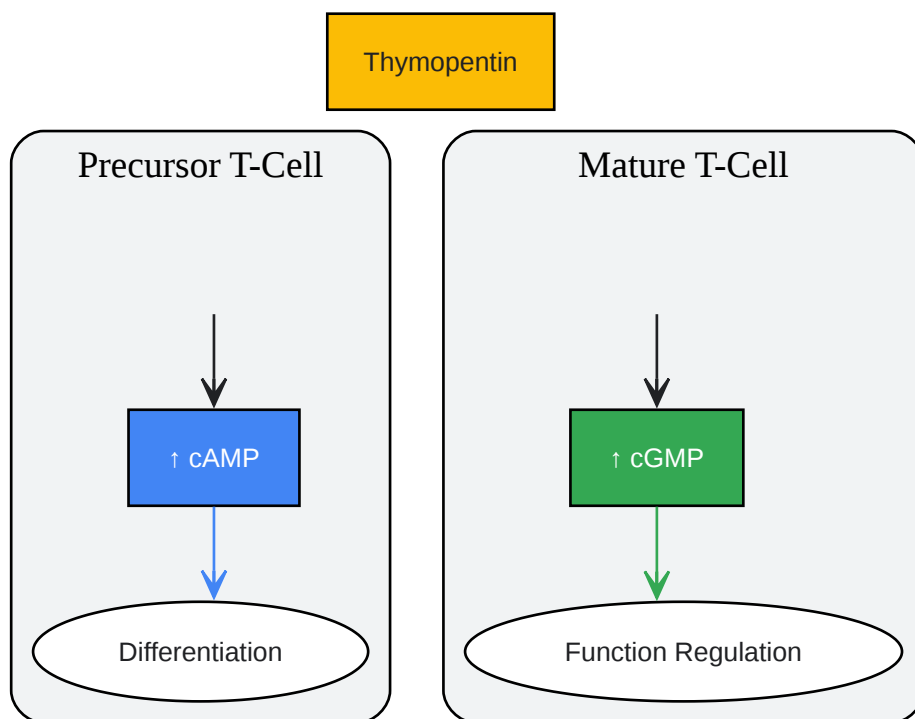 Thymopentin
Precursor T-Cell
Mature T-Cell
↑ cAMP
↑ cGMP
Differentiation
Function Regulation